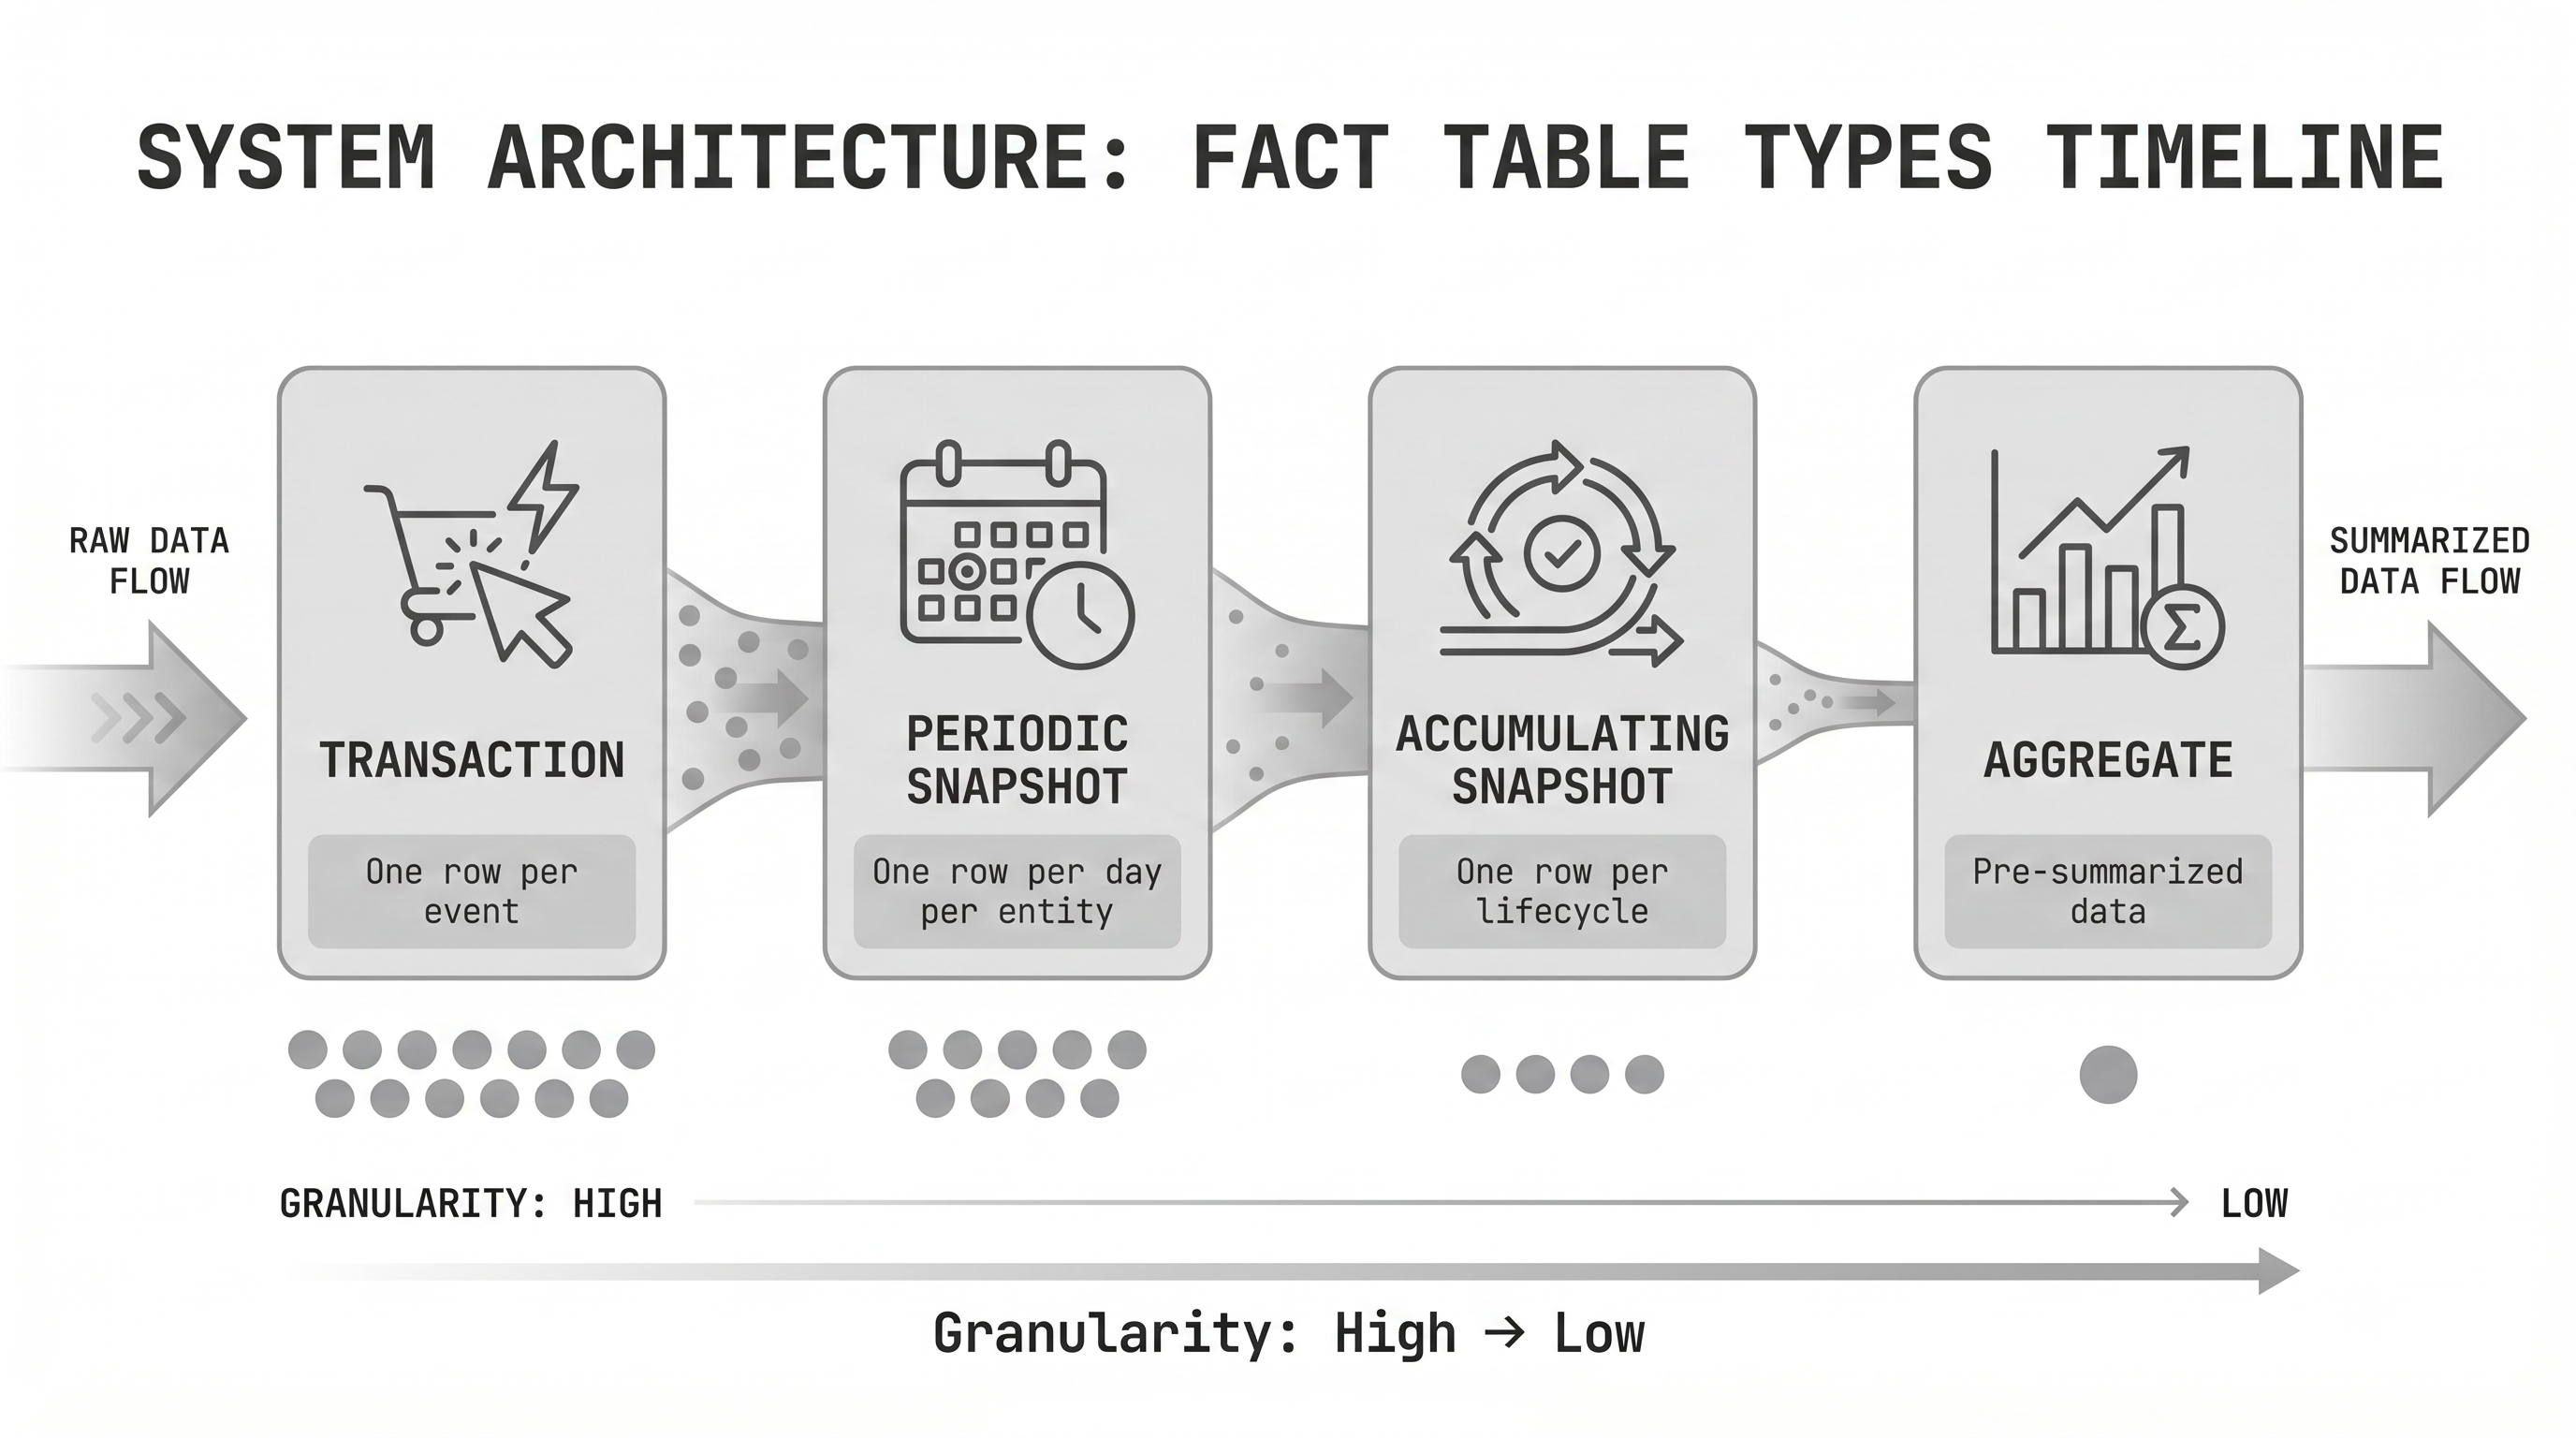 SYSTEM ARCHITECTURE: FACT TABLE TYPES TIMELINE
RAW DATA
FLOW
TRANSACTION
One row per
event
PERIODIC
SNAPSHOT
One row per day
per entity
ACCUMULATING
SNAPSHOT
One row per
lifecycle
Σ
AGGREGATE
Pre-summarized
data
SUMMARIZED
DATA FLOW
GRANULARITY: HIGH
LOW
Granularity: High → Low